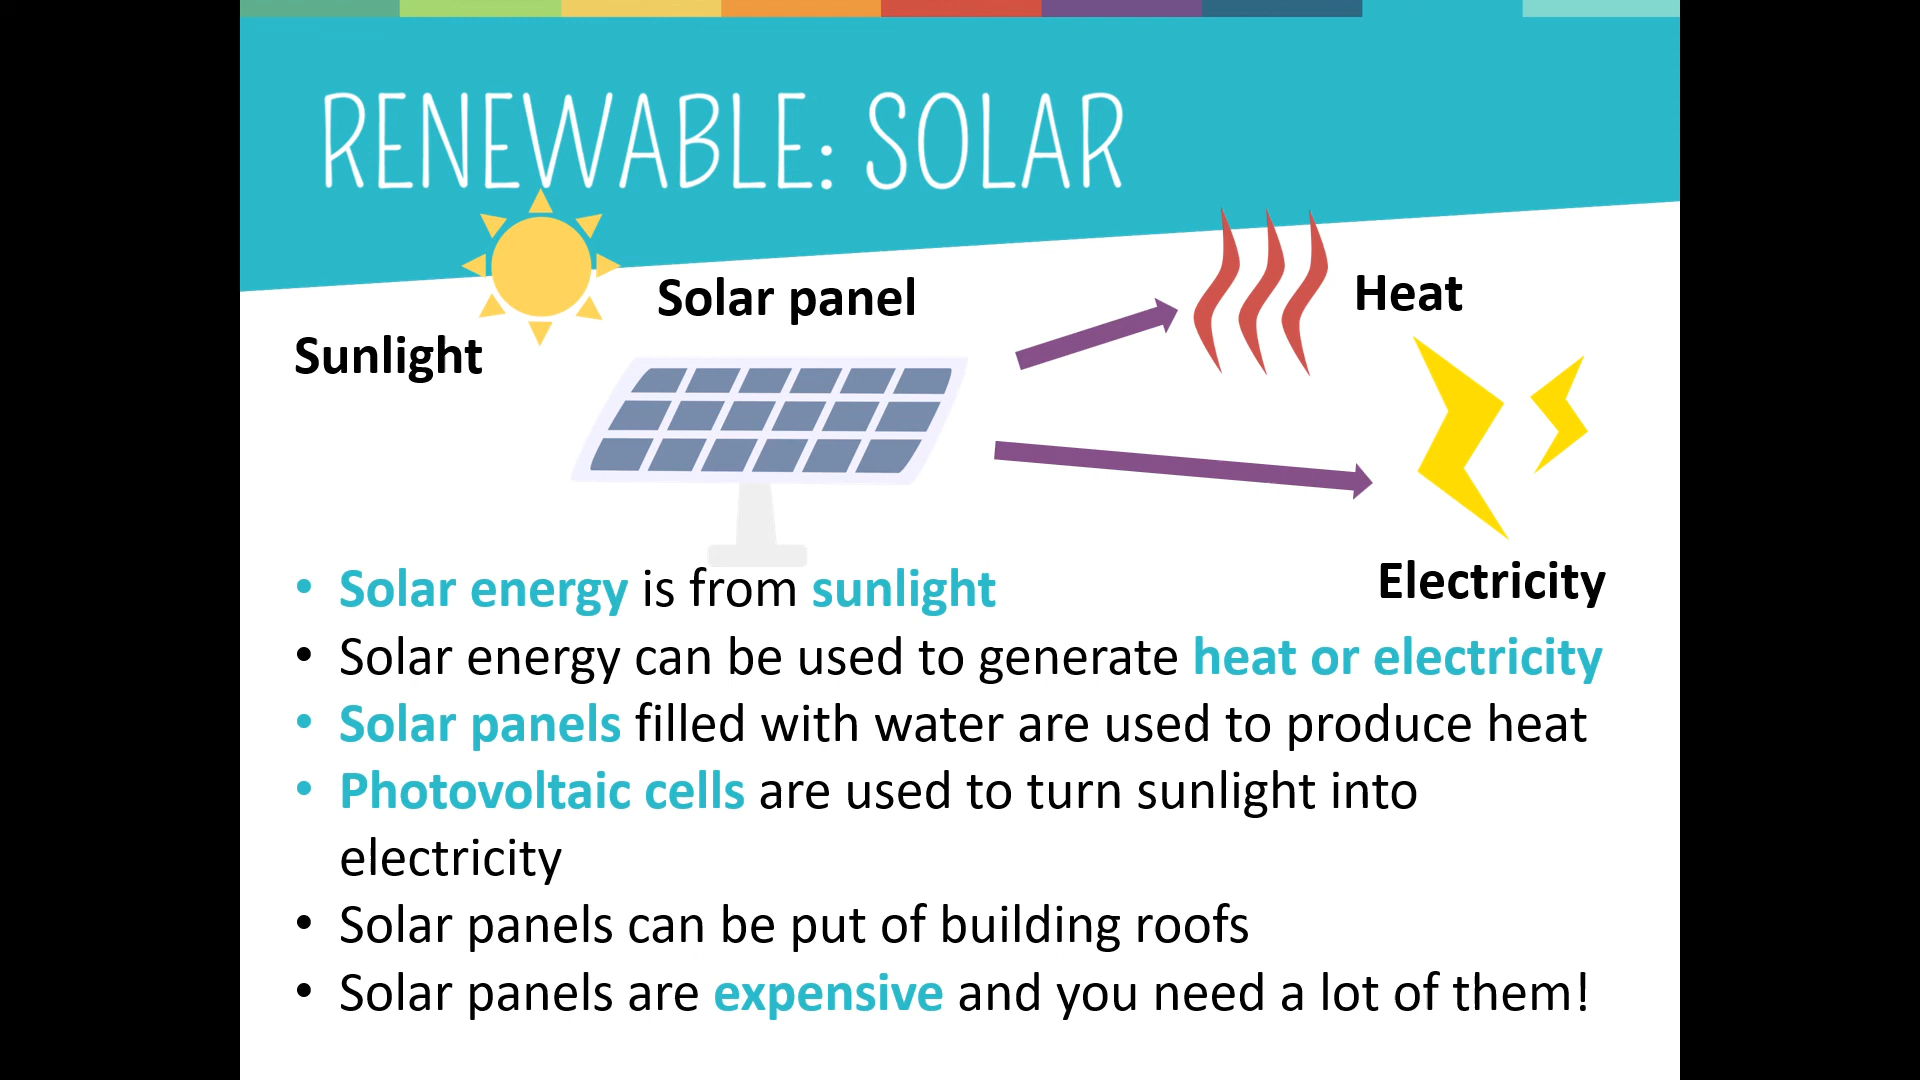 RENEWABLE: SOLAR
Solar panel
Heat
Sunlight
Electricity
• Solar energy is from sunlight
• Solar energy can be used to generate heat or electricity
• Solar panels filled with water are used to produce heat
• Photovoltaic cells are used to turn sunlight into
electricity
• Solar panels can be put of building roofs
• Solar panels are expensive and you need a lot of them!